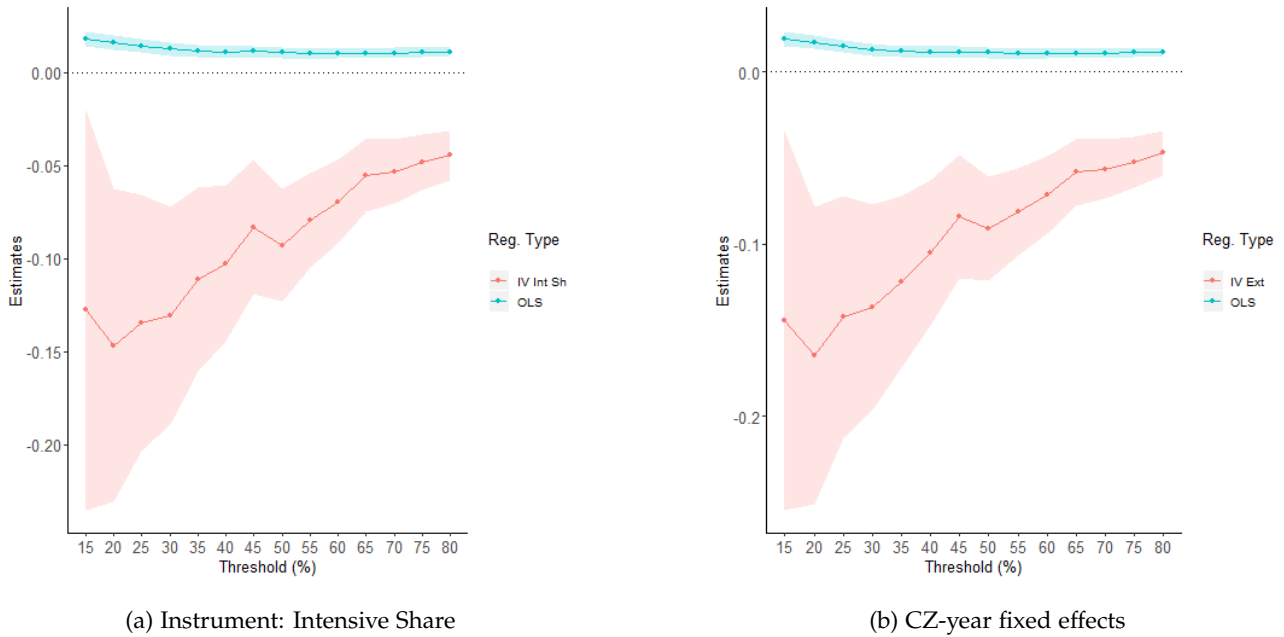 0.00
-0.05
-0.10
-0.15
-0.20
Estimates
15 20 25 30 35 40 45 50 55 60 65 70 75 80
Threshold (%)
Reg. Type
IV Int Sh
OLS
(a) Instrument: Intensive Share
0.0
-0.1
-0.2
Estimates
15 20 25 30 35 40 45 50 55 60 65 70 75 80
Threshold (%)
Reg. Type
IV Ext
OLS
(b) CZ-year fixed effects